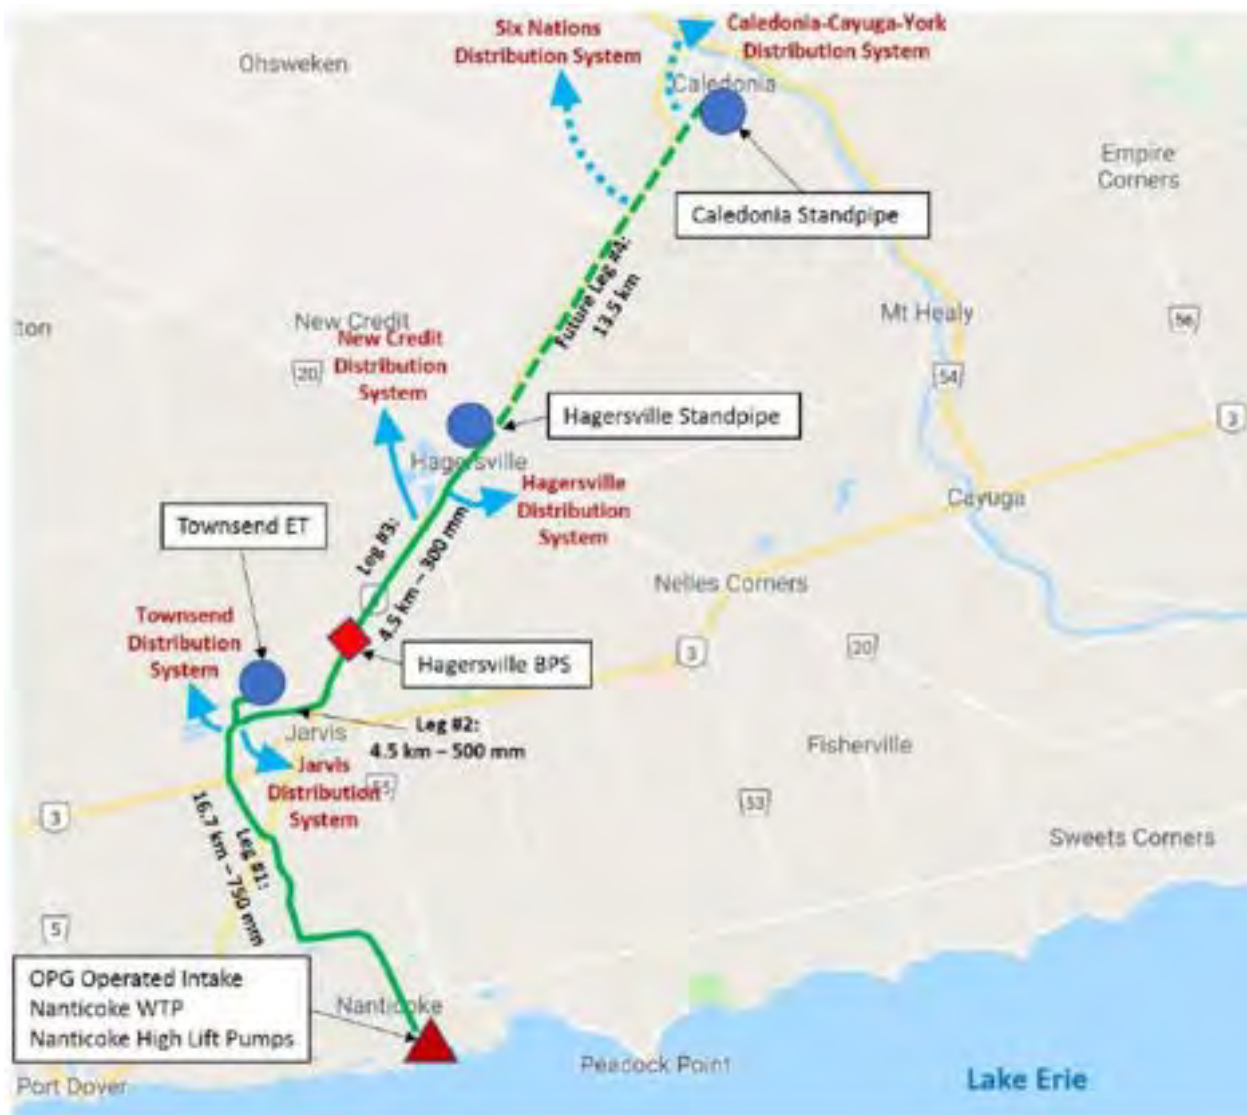 Six Nations
Distribution System
Caledonia-Cayuga-York
Distribution System
Ohsweken
Caledonia
Empire
Corners
Caledonia Standpipe
Future Leg #4:
13.5 km
ton
New Credit
Mt Healy
56
New Credit
Distribution
System
20
54
Hagersville Standpipe
3
Hagersville
Hagersville
Distribution
System
Cayuga
Townsend ET
Leg #3:
4.5 km – 300 mm
Nelles Corners
Townsend
Distribution
System
Hagersville BPS
3
20
Jarvis
Leg #2:
4.5 km – 500 mm
Fisherville
Jarvis
Distribution
System
55
53
3
Leg #1:
16.7 km – 750 mm
Sweets Corners
5
OPG Operated Intake
Nanticoke WTP
Nanticoke High Lift Pumps
Nanticoke
Peacock Point
Lake Erie
Port Dover